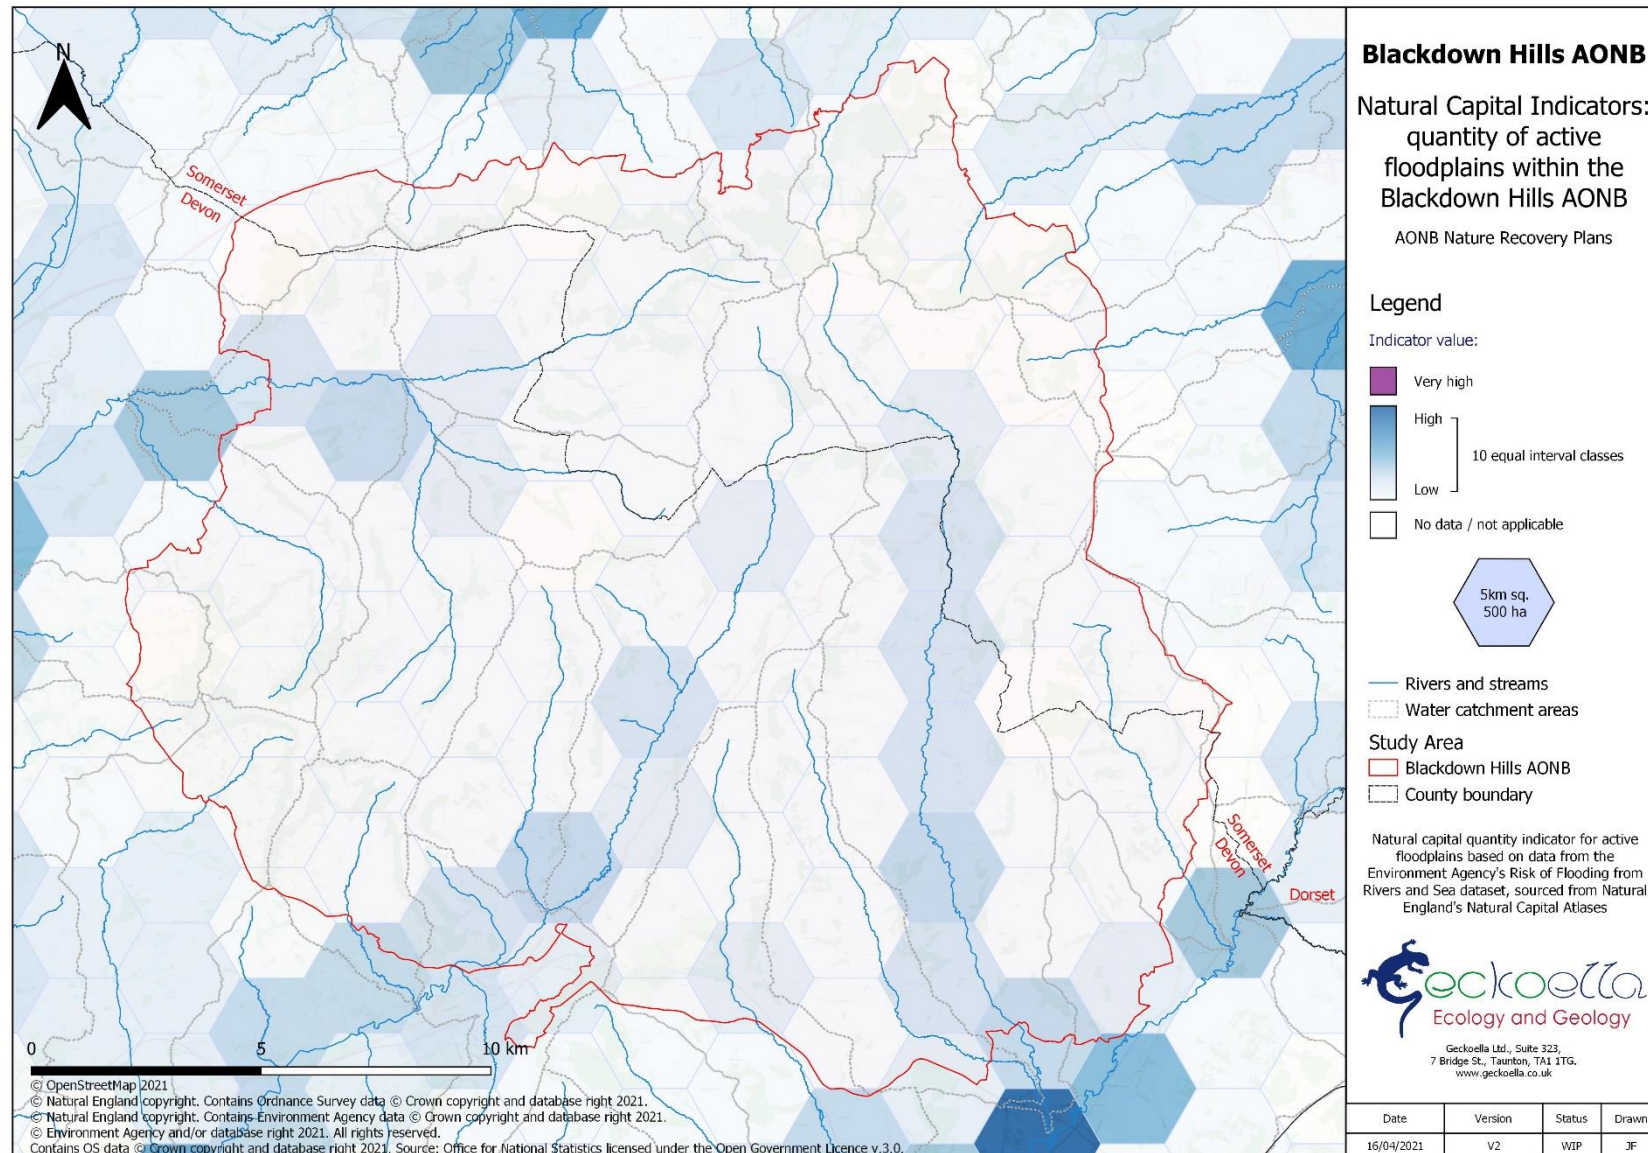 N
Somerset
Devon
Somerset
Devon
Dorset
0
5
10 km
© OpenStreetMap 2021
© Natural England copyright. Contains Ordnance Survey data © Crown copyright and database right 2021.
© Natural England copyright. Contains Environment Agency data © Crown copyright and database right 2021.
© Environment Agency and/or database right 2021. All rights reserved.
Contains OS data © Crown copyright and database right 2021. Source: Office for National Statistics licensed under the Open Government Licence v.3.0.
Blackdown Hills AONB
Natural Capital Indicators:
quantity of active
floodplains within the
Blackdown Hills AONB
AONB Nature Recovery Plans
Legend
Indicator value:
Very high
High
10 equal interval classes
Low
No data / not applicable
5km sq.
500 ha
Rivers and streams
Water catchment areas
Study Area
Blackdown Hills AONB
County boundary
Natural capital quantity indicator for active
floodplains based on data from the
Environment Agency's Risk of Flooding from
Rivers and Sea dataset, sourced from Natural
England's Natural Capital Atlases
Geckoella
Ecology and Geology
Geckoella Ltd., Suite 323,
7 Bridge St., Taunton, TA1 1TG.
www.geckoella.co.uk
Date Version Status Drawn
16/04/2021 V2 WIP JF